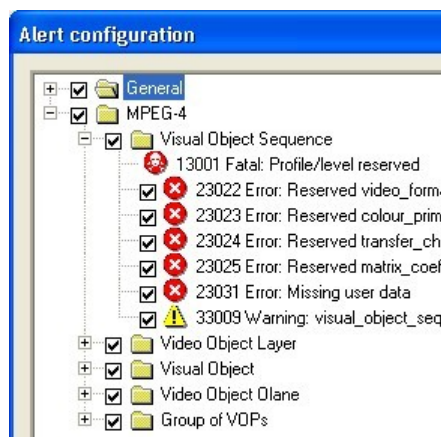 Alert configuration
General
MPEG-4
Visual Object Sequence
13001 Fatal: Profile/level reserved
23022 Error: Reserved video_forma
23023 Error: Reserved colour_prim
23024 Error: Reserved transfer_ch
23025 Error: Reserved matrix_coef
23031 Error: Missing user data
33009 Warning: visual_object_seq
Video Object Layer
Visual Object
Video Object Olane
Group of VOPs